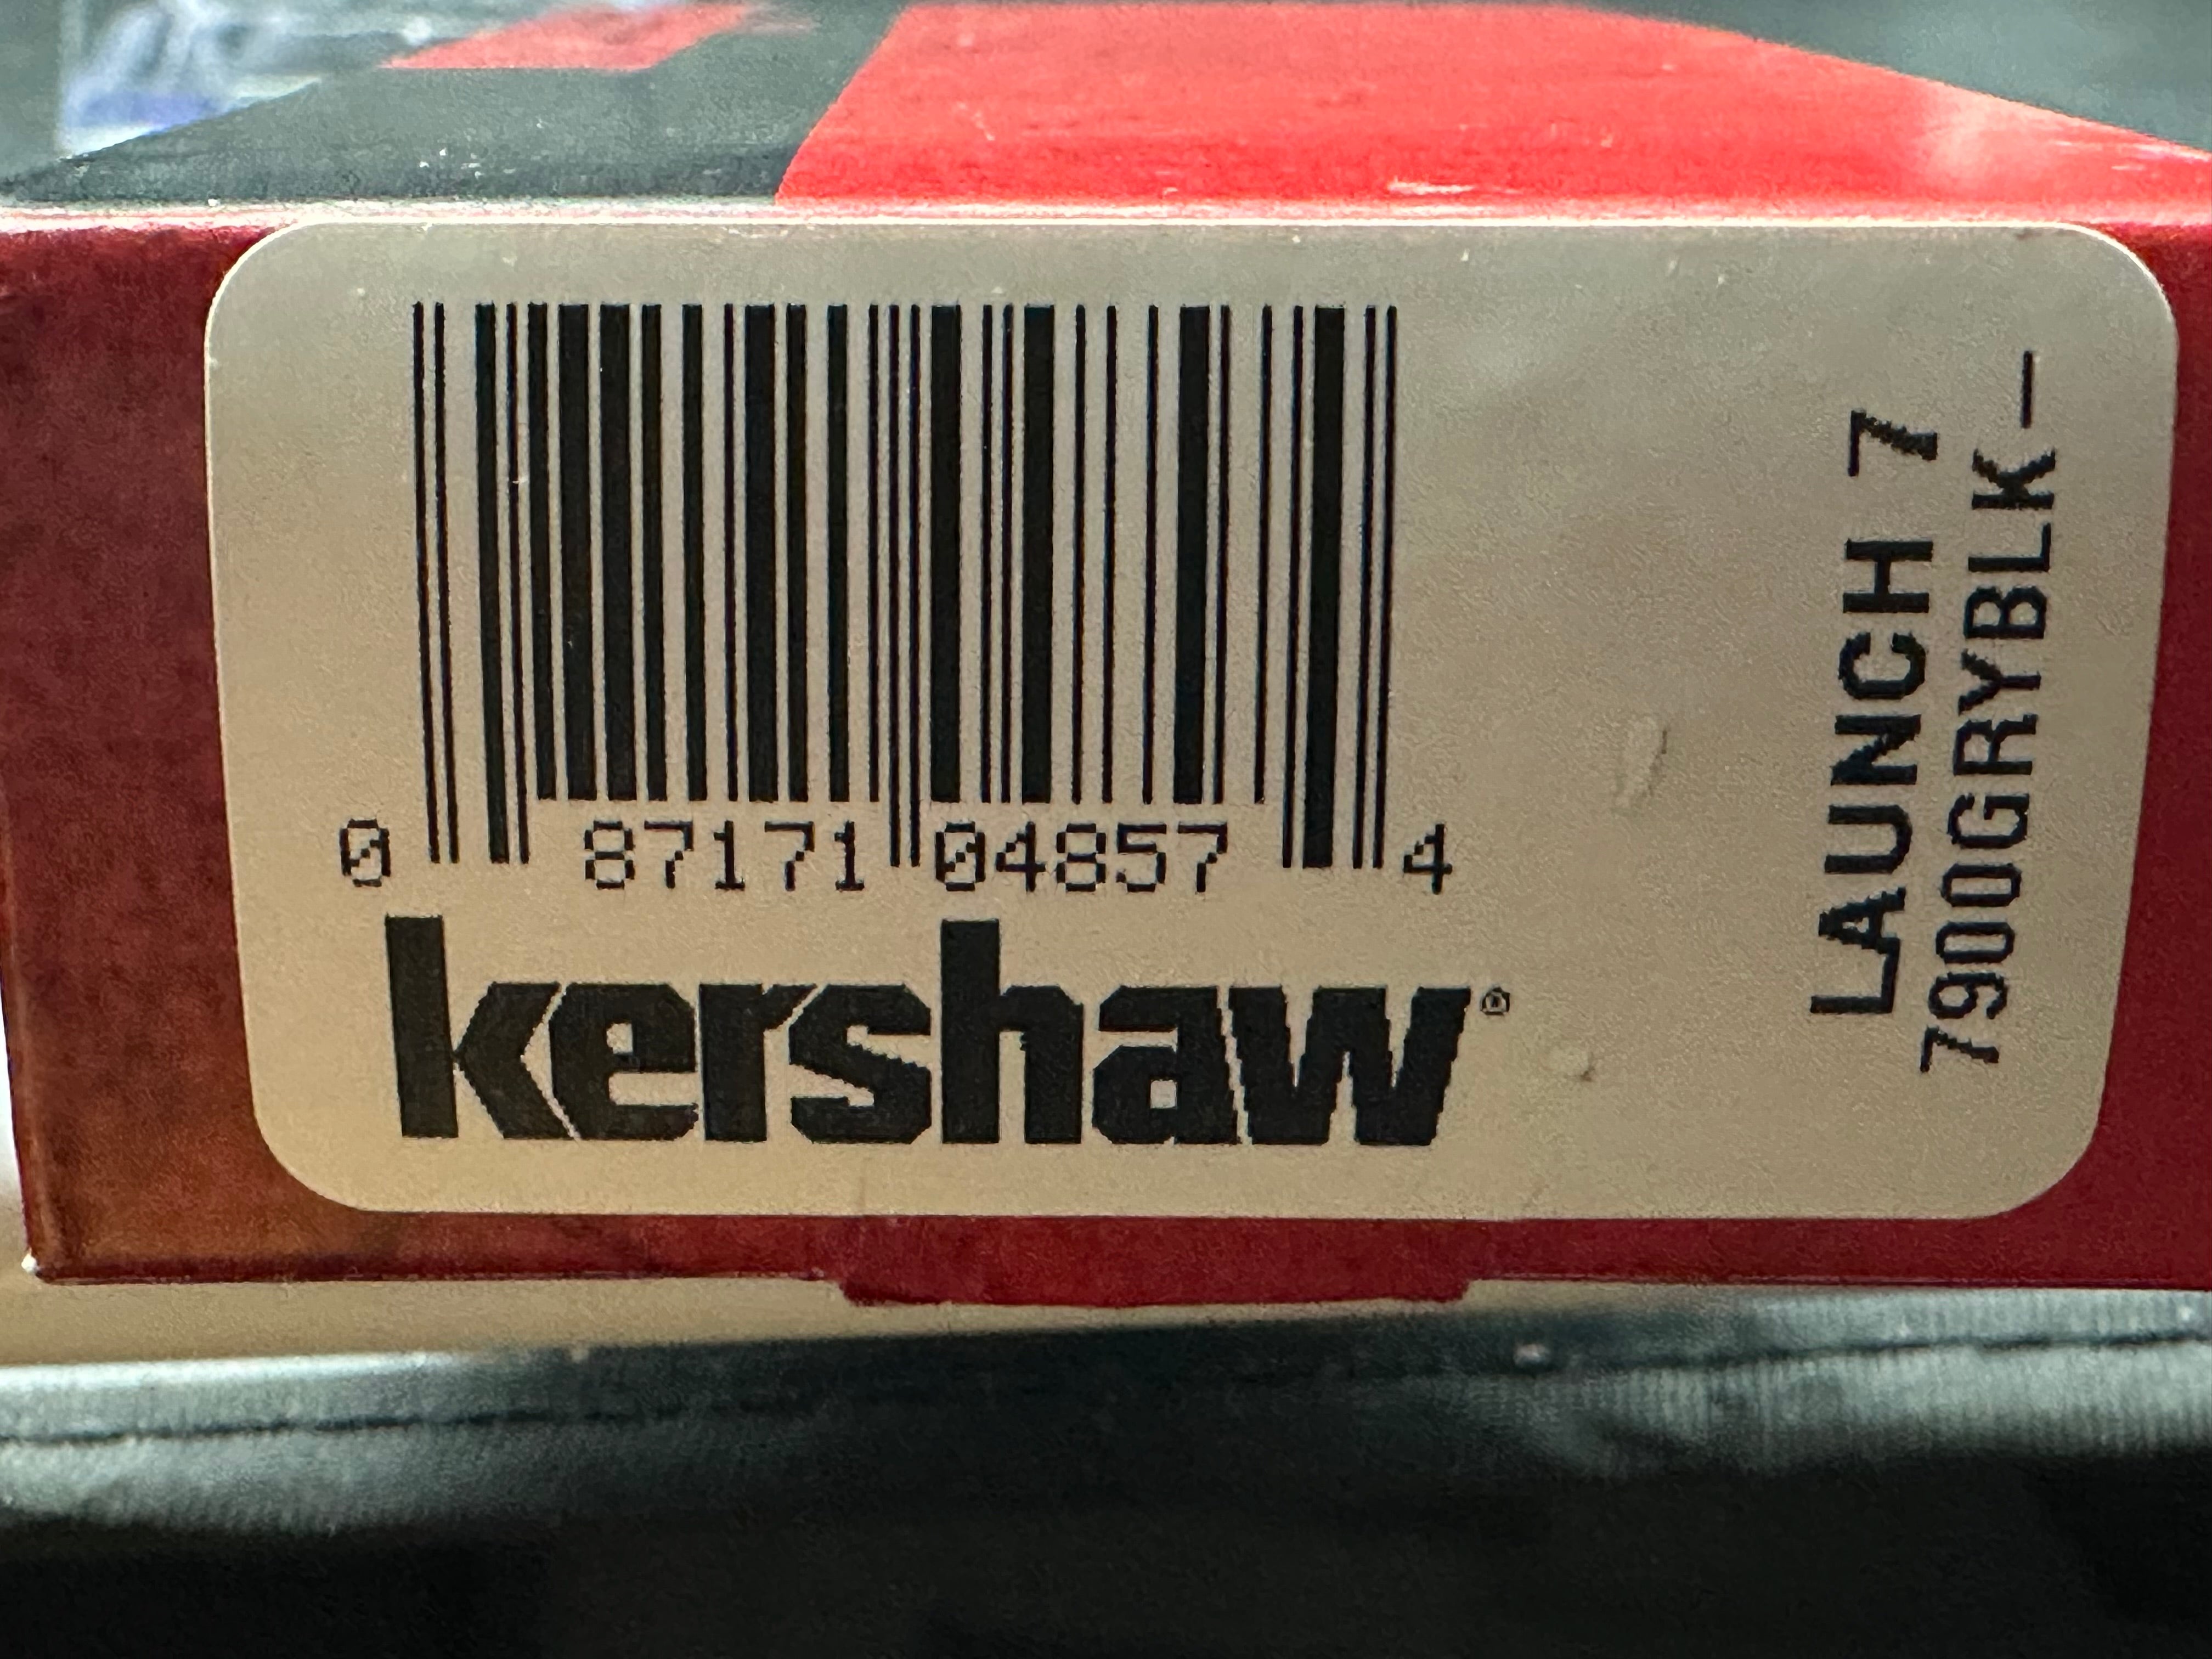 0 87171 04857 4
kershaw®
LAUNCH 7
7900GRYBLK—